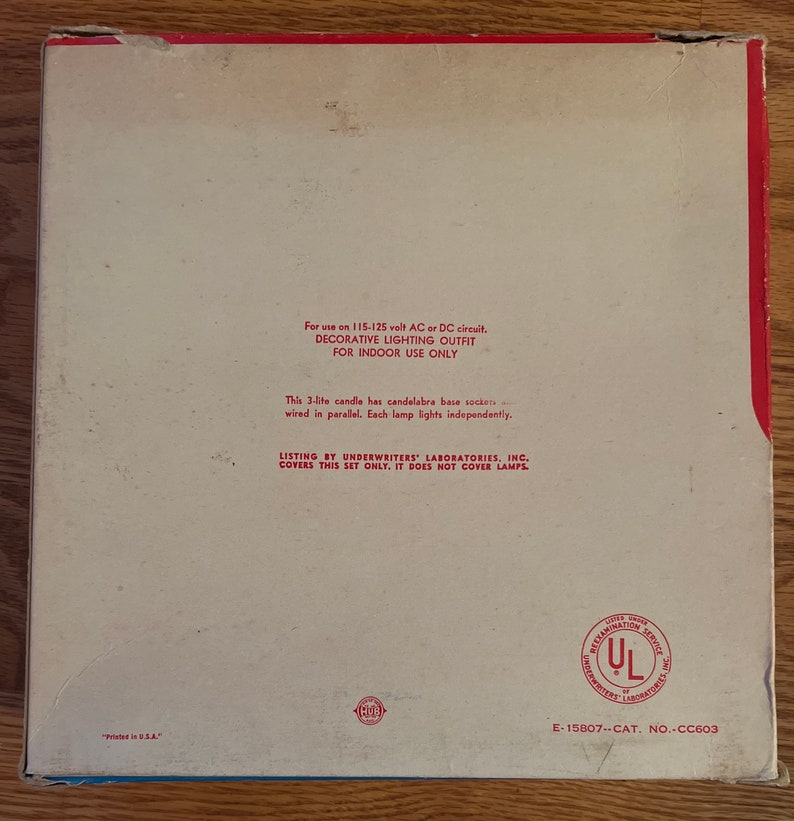 For use on 115-125 volt AC or DC circuit.
DECORATIVE LIGHTING OUTFIT
FOR INDOOR USE ONLY
This 3-lite candle has candelabra base sockets
wired in parallel. Each lamp lights independently.
LISTING BY UNDERWRITERS' LABORATORIES, INC.
COVERS THIS SET ONLY. IT DOES NOT COVER LAMPS.
LISTED UNDER
REEXAMINATION SERVICE
UL
®
OF
UNDERWRITERS' LABORATORIES, INC.
HUB
"Printed in U.S.A."
E-15807--CAT. NO.-CC603